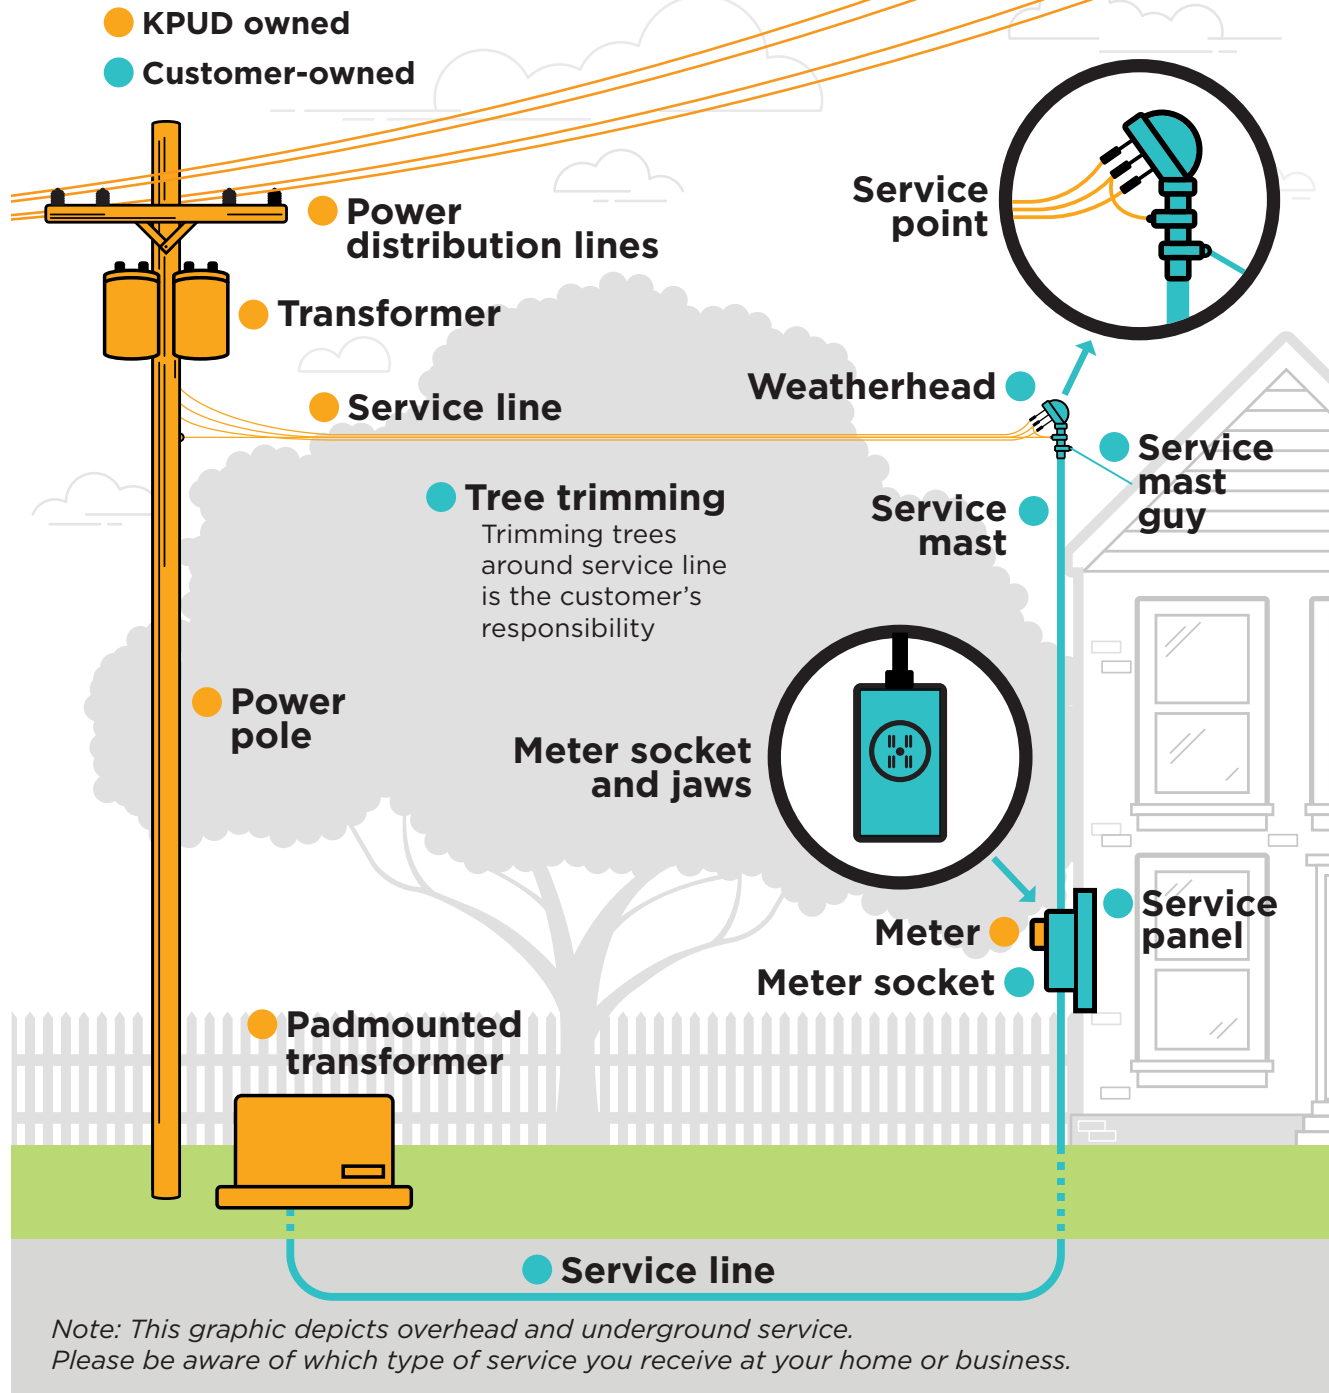 KPUD owned
Customer-owned
Service
point
Power
distribution lines
Transformer
Weatherhead
Service line
Service
mast
guy
Tree trimming
Trimming trees
around service line
is the customer’s
responsibility
Service
mast
Power
pole
Meter socket
and jaws
Service
panel
Meter
Meter socket
Padmounted
transformer
Service line
Note: This graphic depicts overhead and underground service.
Please be aware of which type of service you receive at your home or business.